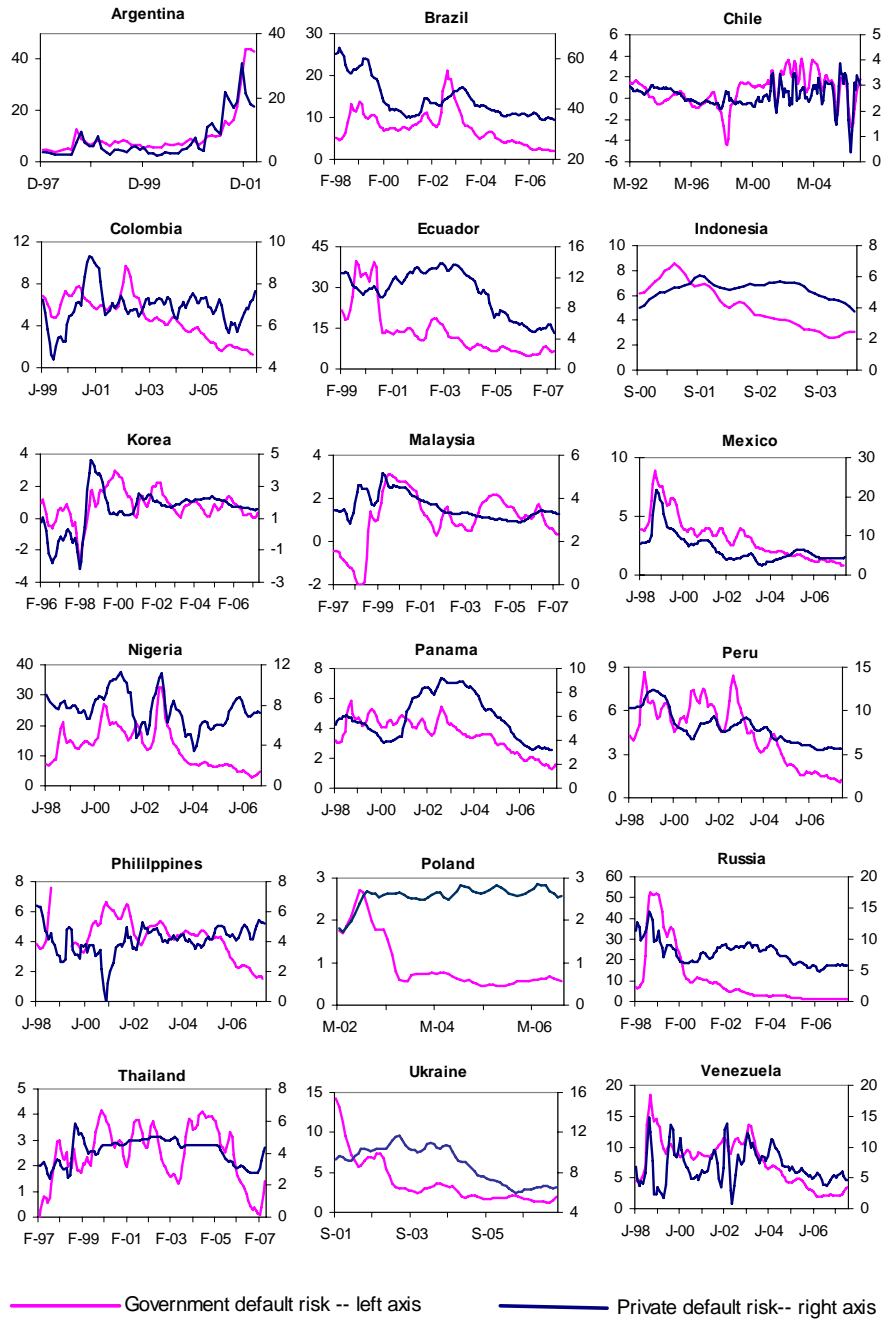 Argentina
Brazil
Chile
40
20
0
40
20
0
D-97
D-99
D-01
30
20
10
0
60
40
20
F-98
F-00
F-02
F-04
F-06
6
4
2
0
-2
-4
-6
5
4
3
2
1
0
M-92
M-96
M-00
M-04
Colombia
Ecuador
Indonesia
12
8
4
0
10
9
8
7
6
5
4
J-99
J-01
J-03
J-05
45
30
15
0
16
12
8
4
0
F-99
F-01
F-03
F-05
F-07
10
8
6
4
2
0
8
6
4
2
0
S-00
S-01
S-02
S-03
Korea
Malaysia
Mexico
4
2
0
-2
-4
5
3
1
-1
-3
F-96
F-98
F-00
F-02
F-04
F-06
4
2
0
-2
6
5
4
3
2
1
0
F-97
F-99
F-01
F-03
F-05
F-07
10
5
0
30
20
10
0
J-98
J-00
J-02
J-04
J-06
Nigeria
Panama
Peru
40
30
20
10
0
12
8
4
0
J-98
J-00
J-02
J-04
J-06
8
6
4
2
0
10
8
6
4
2
0
J-98
J-00
J-02
J-04
J-06
9
6
3
0
15
10
5
0
J-98
J-00
J-02
J-04
J-06
Phililppines
Poland
Russia
8
6
4
2
0
8
6
4
2
0
J-98
J-00
J-02
J-04
J-06
3
2
1
0
3
2
1
0
M-02
M-04
M-06
60
50
40
30
20
10
0
20
15
10
5
0
F-98
F-00
F-02
F-04
F-06
Thailand
Ukraine
Venezuela
5
4
3
2
1
0
8
6
4
2
0
F-97
F-99
F-01
F-03
F-05
F-07
15
10
5
0
16
14
12
10
8
6
4
S-01
S-03
S-05
20
15
10
5
0
20
15
10
5
0
J-98
J-00
J-02
J-04
J-06
Government default risk -- left axis
Private default risk-- right axis